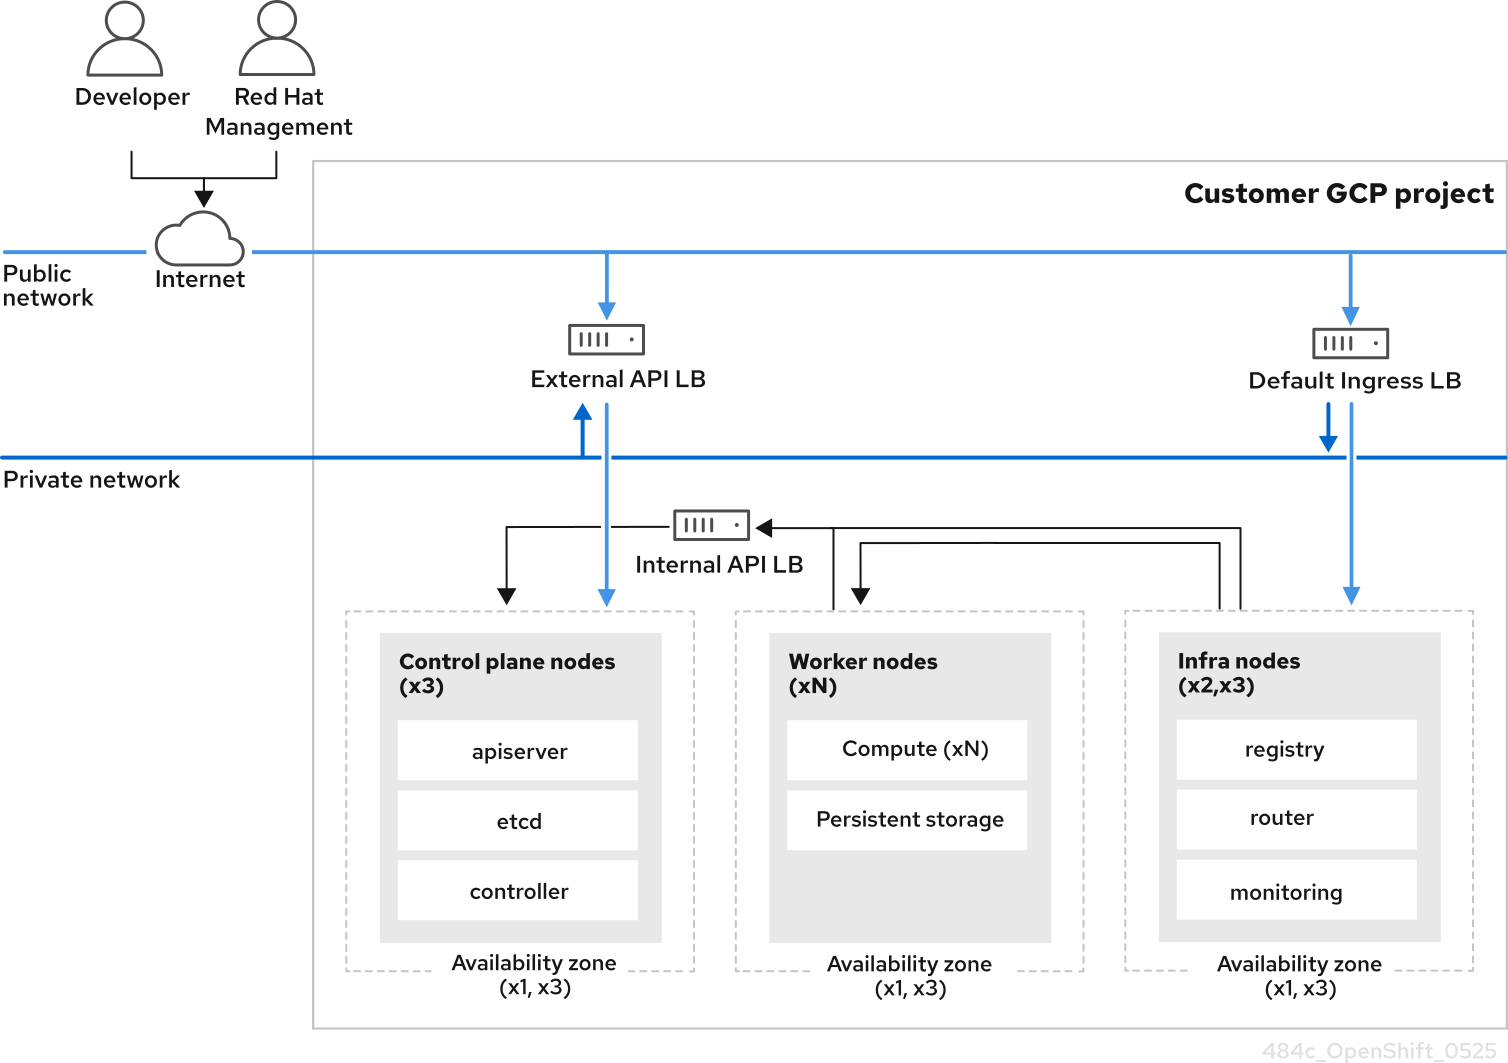 Developer
Red Hat
Management
Customer GCP project
Public
network
Internet
External API LB
Default Ingress LB
Private network
Internal API LB
Control plane nodes
(x3)
apiserver
etcd
controller
Availability zone
(x1, x3)
Worker nodes
(xN)
Compute (xN)
Persistent storage
Availability zone
(x1, x3)
Infra nodes
(x2,x3)
registry
router
monitoring
Availability zone
(x1, x3)
484c_OpenShift_0525